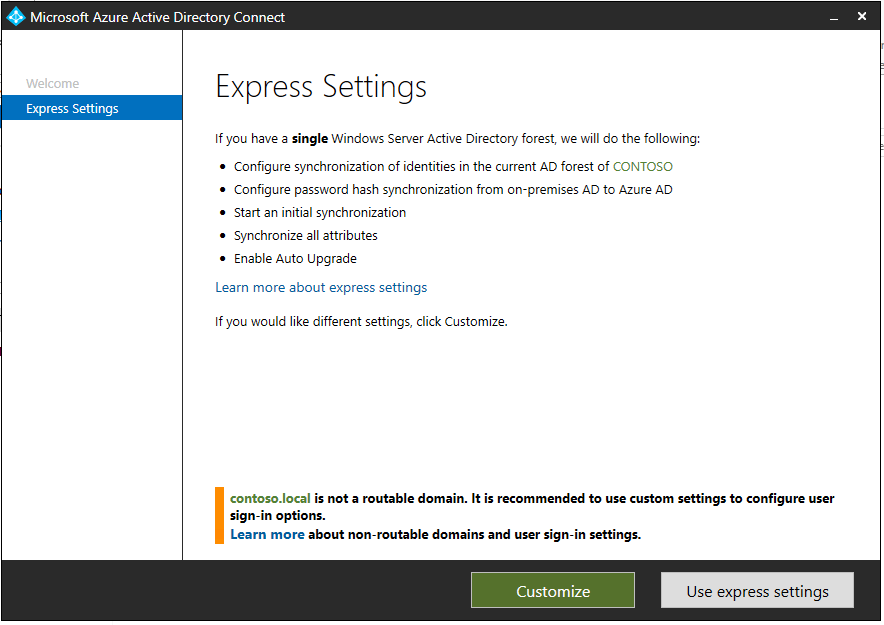 Microsoft Azure Active Directory Connect
Welcome
Express Settings
Express Settings
If you have a single Windows Server Active Directory forest, we will do the following:
• Configure synchronization of identities in the current AD forest of CONTOSO
• Configure password hash synchronization from on-premises AD to Azure AD
• Start an initial synchronization
• Synchronize all attributes
• Enable Auto Upgrade
Learn more about express settings
If you would like different settings, click Customize.
contoso.local is not a routable domain. It is recommended to use custom settings to configure user
sign-in options.
Learn more about non-routable domains and user sign-in settings.
Customize
Use express settings